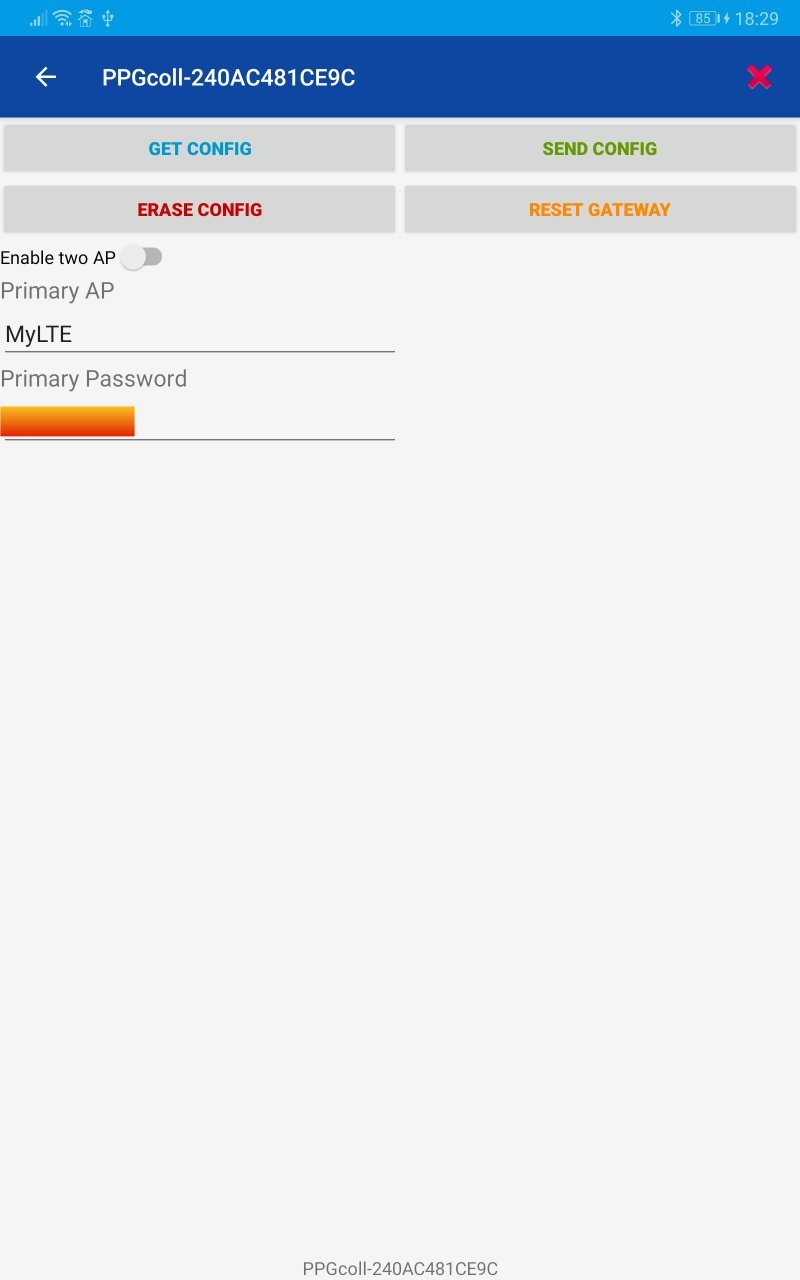 85 18:29
PPGcoll-240AC481CE9C
GET CONFIG SEND CONFIG
ERASE CONFIG RESET GATEWAY
Enable two AP
Primary AP
MyLTE
Primary Password
PPGcoll-240AC481CE9C